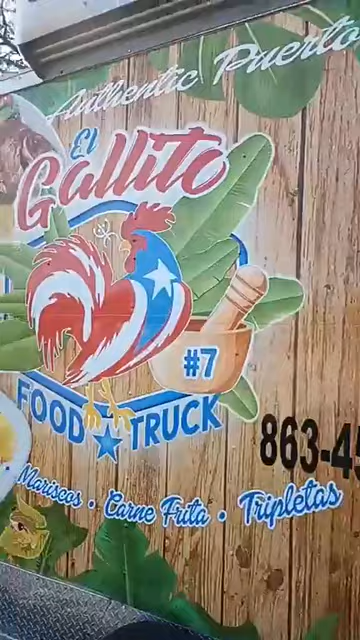 Authentic Puerto
El
Gallito
#7
FOOD TRUCK
863-45
Mariscos • Carne Frita • Tripletas